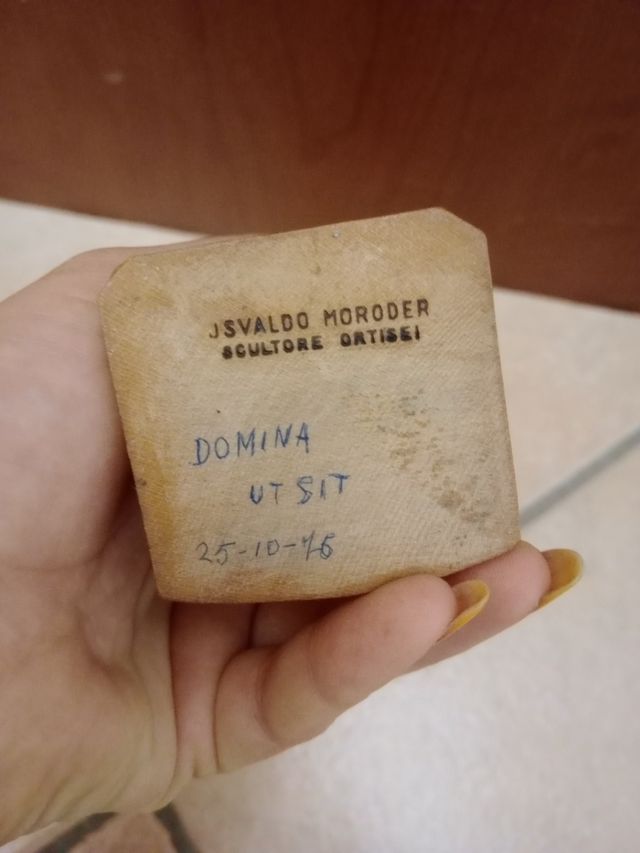 JSVALDO MORODER
SCULTORE ORTISEI
DOMINA
UT SIT
25-10-76